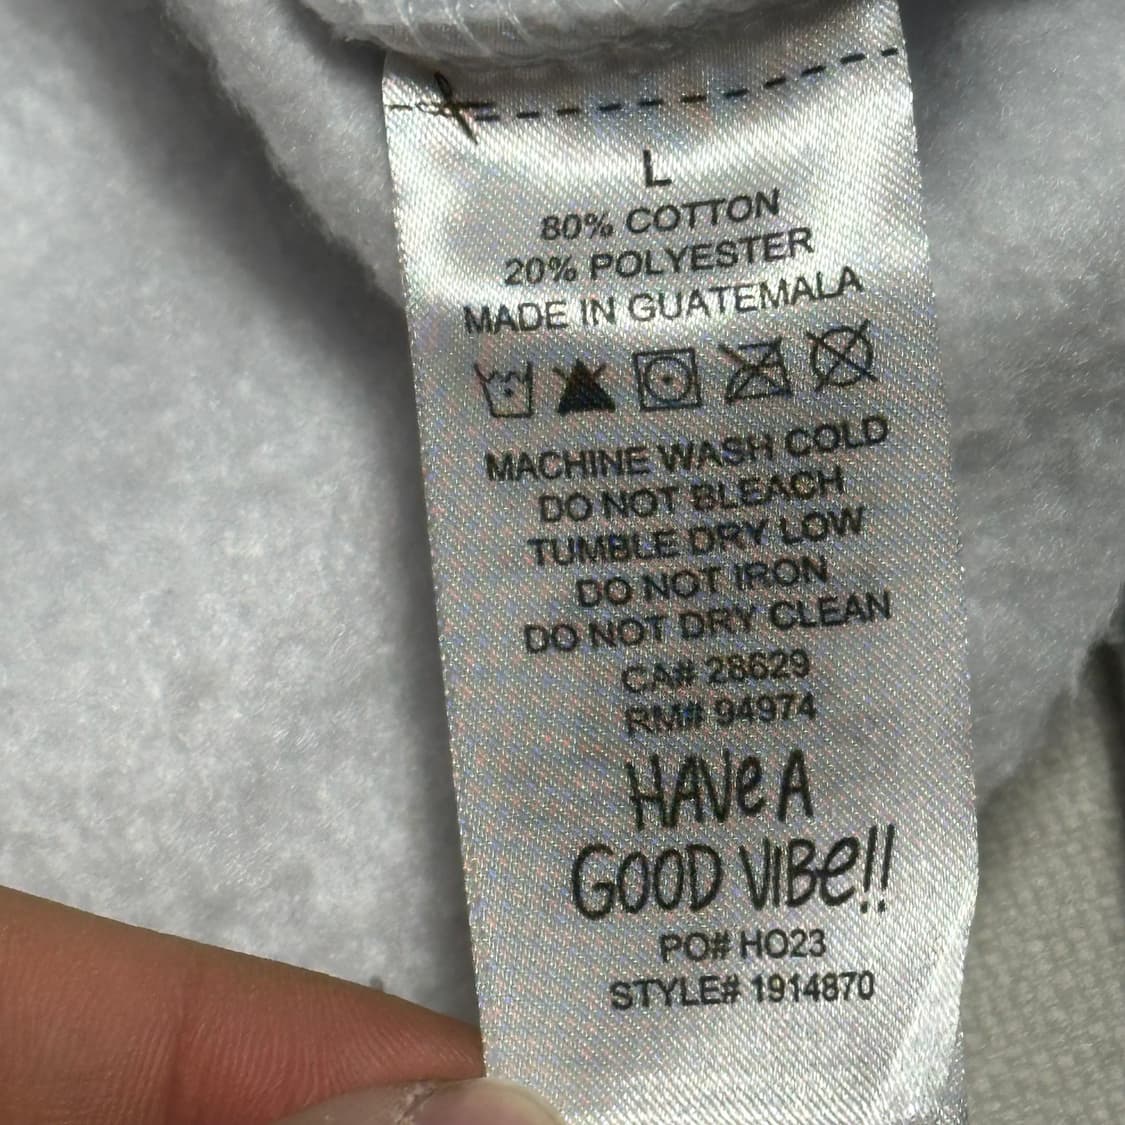 L
80% COTTON
20% POLYESTER
MADE IN GUATEMALA
MACHINE WASH COLD
DO NOT BLEACH
TUMBLE DRY LOW
DO NOT IRON
DO NOT DRY CLEAN
CA# 28629
RM# 94974
HAVe A
GOOD VIBe!!
PO# HO23
STYLE# 1914870